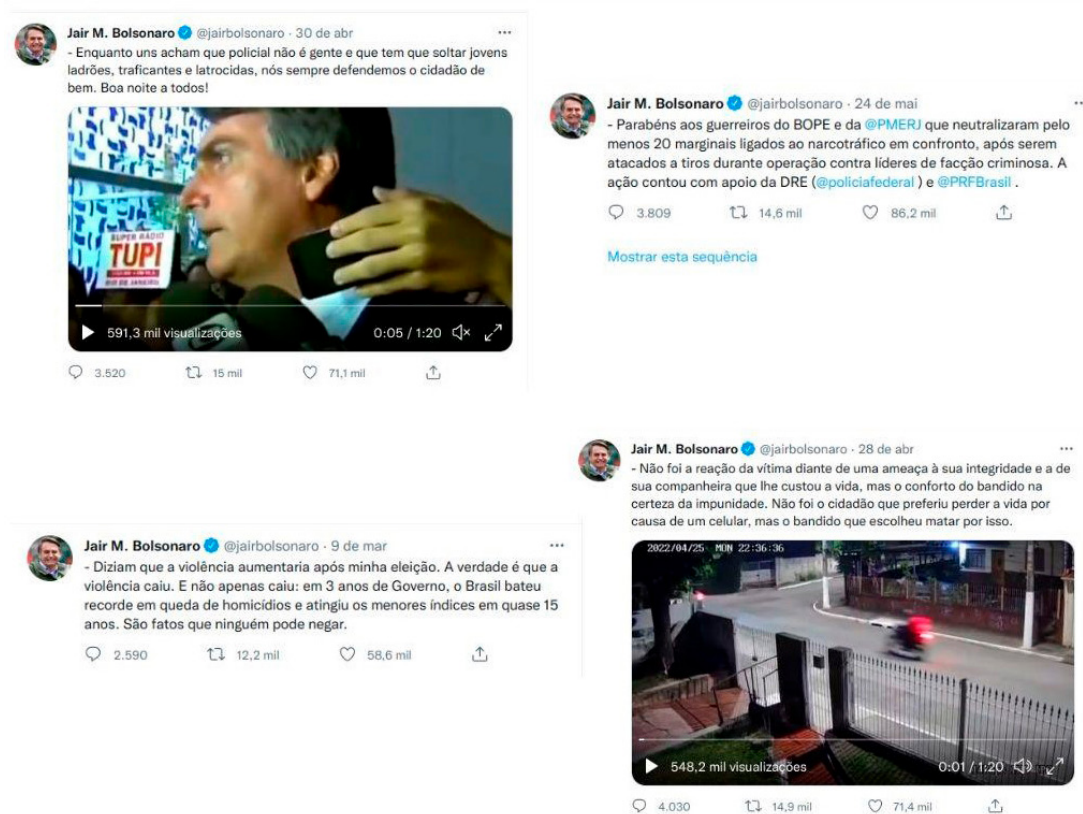 Jair M. Bolsonaro @jairbolsonaro · 30 de abr
- Enquanto uns acham que policial não é gente e que tem que soltar jovens
ladrões, traficantes e latrocidas, nós sempre defendemos o cidadão de
bem. Boa noite a todos!
SUPER RÁDIO
TUPI
RIO DE JANEIRO
591,3 mil visualizações
0:05 / 1:20
3.520 15 mil 71,1 mil
Jair M. Bolsonaro @jairbolsonaro · 24 de mai
- Parabéns aos guerreiros do BOPE e da @PMERJ que neutralizaram pelo
menos 20 marginais ligados ao narcotráfico em confronto, após serem
atacados a tiros durante operação contra líderes de facção criminosa. A
ação contou com apoio da DRE (@policiafederal ) e @PRFBrasil .
3.809 14,6 mil 86,2 mil
Mostrar esta sequência
Jair M. Bolsonaro @jairbolsonaro · 9 de mar
- Diziam que a violência aumentaria após minha eleição. A verdade é que a
violência caiu. E não apenas caiu: em 3 anos de Governo, o Brasil bateu
recorde em queda de homicídios e atingiu os menores índices em quase 15
anos. São fatos que ninguém pode negar.
2.590 12,2 mil 58,6 mil
Jair M. Bolsonaro @jairbolsonaro · 28 de abr
- Não foi a reação da vítima diante de uma ameaça à sua integridade e a de
sua companheira que lhe custou a vida, mas o conforto do bandido na
certeza da impunidade. Não foi o cidadão que preferiu perder a vida por
causa de um celular, mas o bandido que escolheu matar por isso.
2022/04/25 MON 22:36:36
548,2 mil visualizações
0:01 / 1:20
4.030 14,9 mil 71,4 mil